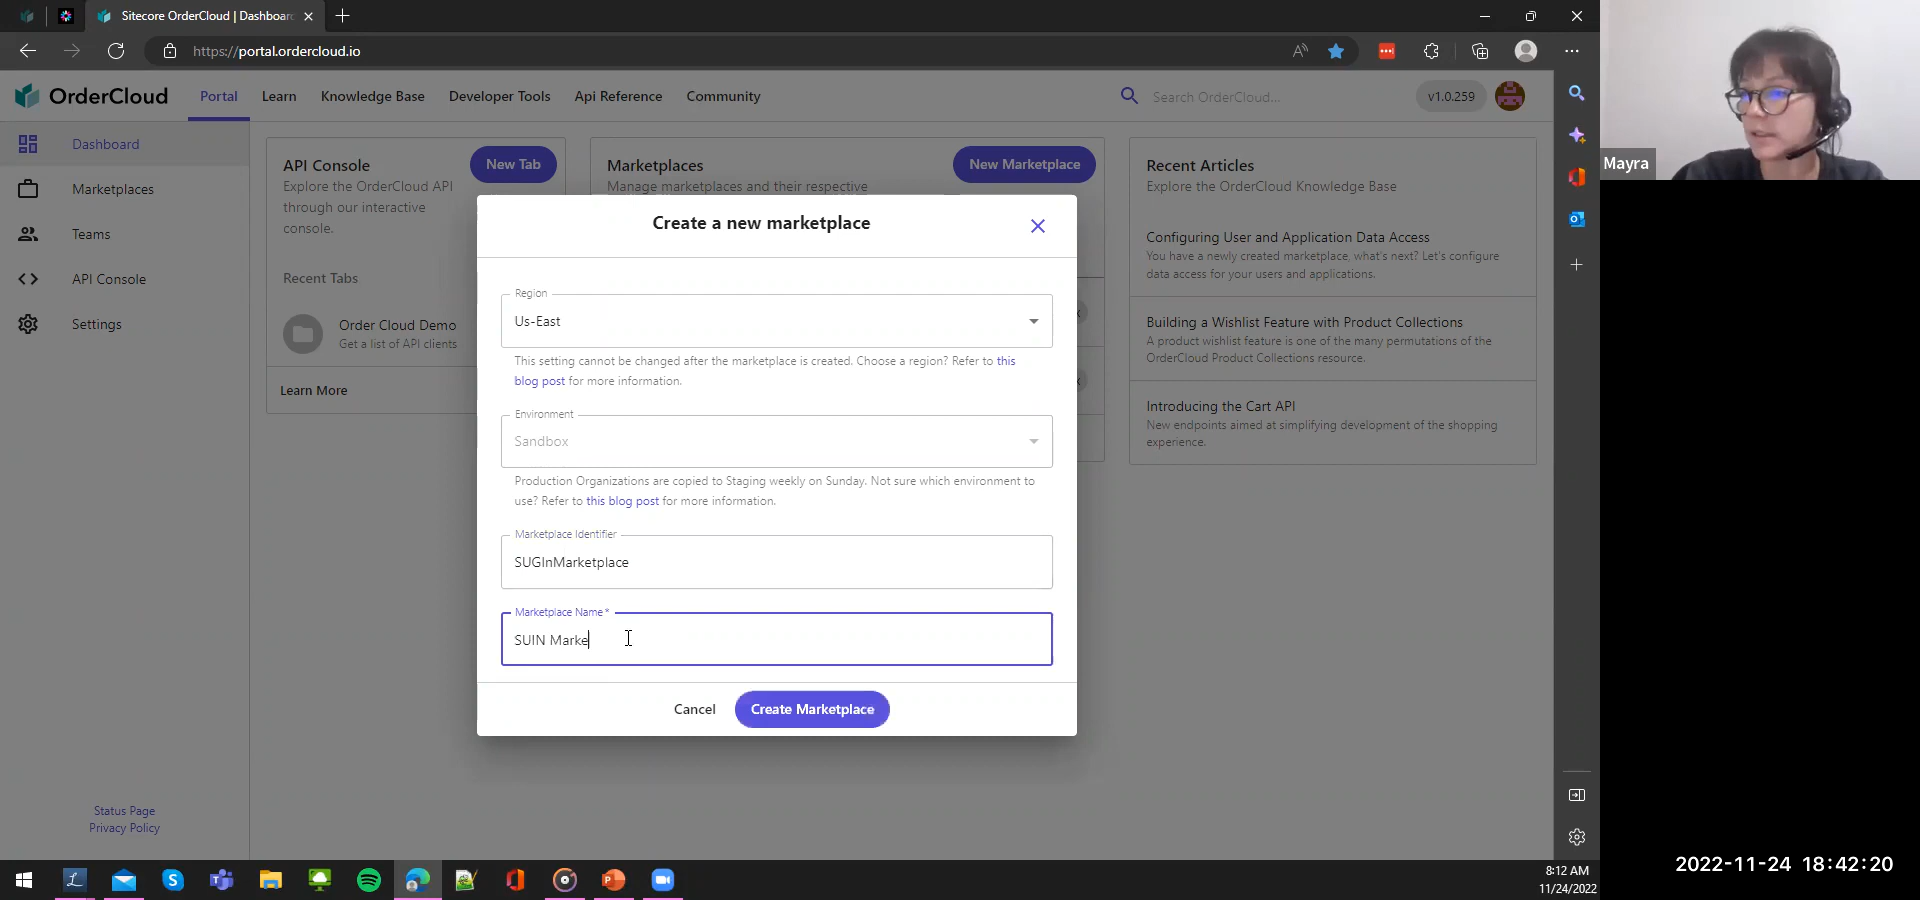 Sitecore OrderCloud | Dashboard
https://portal.ordercloud.io
OrderCloud
Portal
Learn
Knowledge Base
Developer Tools
Api Reference
Community
Search OrderCloud...
v1.0.259
Mayra
Dashboard
Marketplaces
Teams
API Console
Settings
API Console
New Tab
Explore the OrderCloud API
through our interactive
console.
Recent Tabs
Order Cloud Demo
Get a list of API clients
Learn More
Marketplaces
New Marketplace
Manage marketplaces and their respective
Recent Articles
Explore the OrderCloud Knowledge Base
Configuring User and Application Data Access
You have a newly created marketplace, what's next? Let's configure
data access for your users and applications.
Building a Wishlist Feature with Product Collections
A product wishlist feature is one of the many permutations of the
OrderCloud Product Collections resource.
Introducing the Cart API
New endpoints aimed at simplifying development of the shopping
experience.
Create a new marketplace
Region
Us-East
This setting cannot be changed after the marketplace is created. Choose a region? Refer to this
blog post for more information.
Environment
Sandbox
Production Organizations are copied to Staging weekly on Sunday. Not sure which environment to
use? Refer to this blog post for more information.
Marketplace Identifier
SUGInMarketplace
Marketplace Name*
SUIN Marke
Cancel
Create Marketplace
Status Page
Privacy Policy
8:12 AM
11/24/2022
2022-11-24 18:42:20